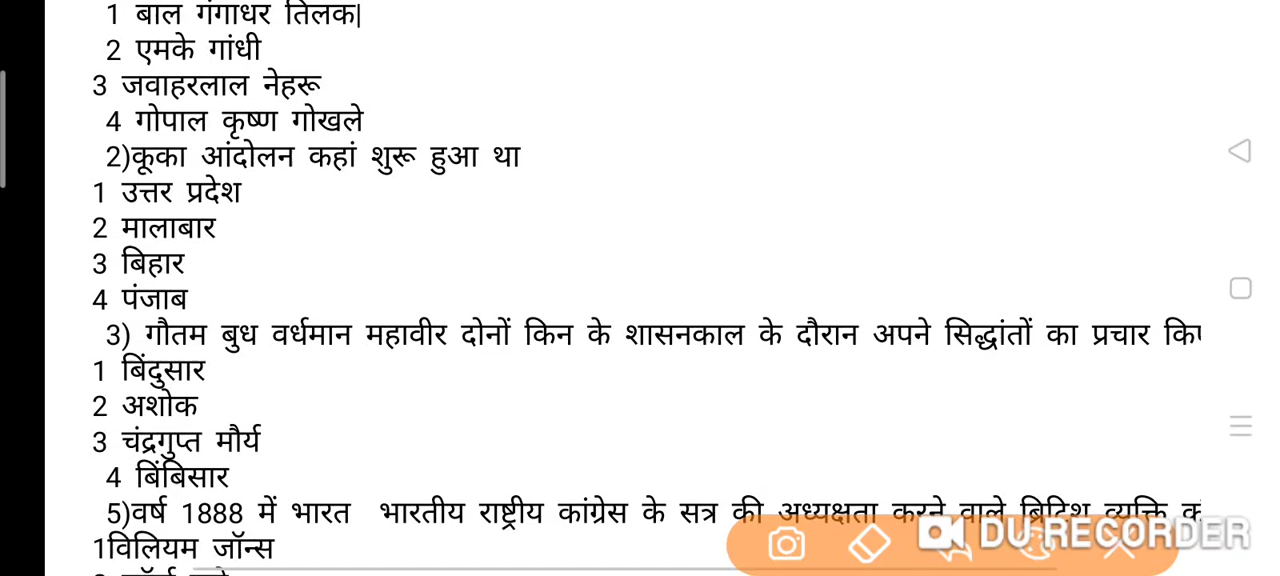 1 बाल गंगाधर तिलक
2 एमके गांधी
3 जवाहरलाल नेहरू
4 गोपाल कृष्ण गोखले
2)कूका आंदोलन कहां शुरू हुआ था
1 उत्तर प्रदेश
2 मालाबार
3 बिहार
4 पंजाब
3) गौतम बुध वर्धमान महावीर दोनों किन के शासनकाल के दौरान अपने सिद्धांतों का प्रचार
1 बिंदुसार
2 अशोक
3 चंद्रगुप्त मौर्य
4 बिंबिसार
5)वर्ष 1888 में भारत भारतीय राष्ट्रीय कांग्रेस के सत्र की अध्यक्षता करने वाले ब्रिटिश व्यक्ति
DU RECORDER
1विलियम जॉन्स